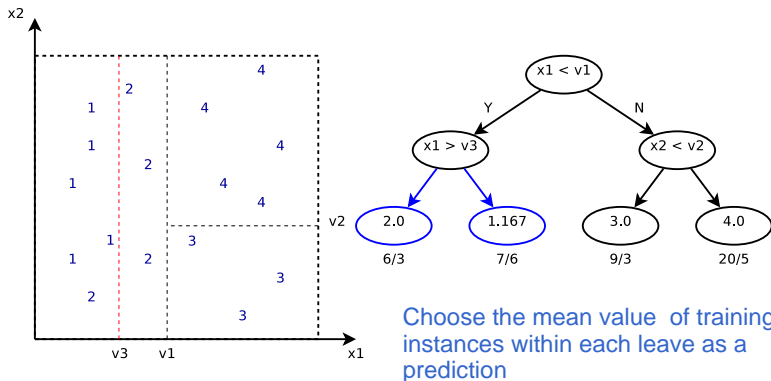 x2
4
2
1
4
1
4
2
1
4
4
v2
1
3
1
2
3
2
3
v3
v1
x1
x1 < v1
Y
N
x1 > v3
x2 < v2
2.0
1.167
3.0
4.0
6/3
7/6
9/3
20/5
Choose the mean value of training
instances within each leave as a
prediction